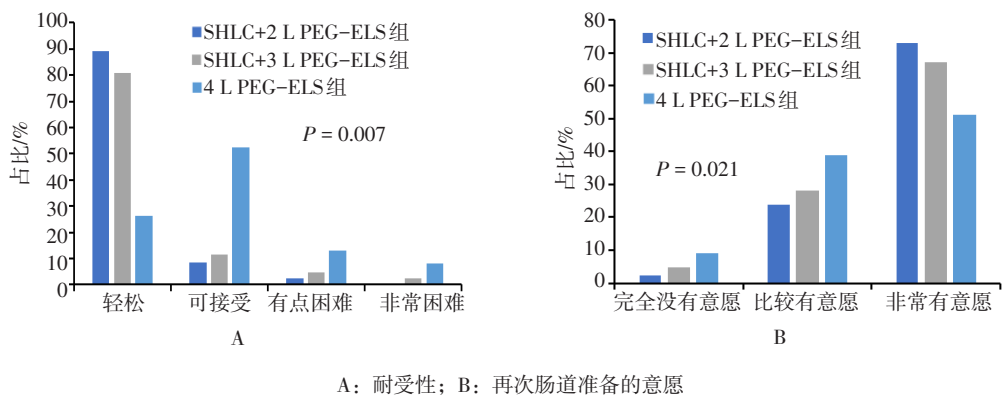 100
90
80
70
60
50
40
30
20
10
0
占比/%
SHLC+2 L PEG-ELS组
SHLC+3 L PEG-ELS组
4 L PEG-ELS组
P = 0.007
轻松 可接受 有点困难 非常困难
A
80
70
60
50
40
30
20
10
0
占比/%
SHLC+2 L PEG-ELS组
SHLC+3 L PEG-ELS组
4 L PEG-ELS组
P = 0.021
完全没有意愿 比较有意愿 非常有意愿
B
A：耐受性；B：再次肠道准备的意愿